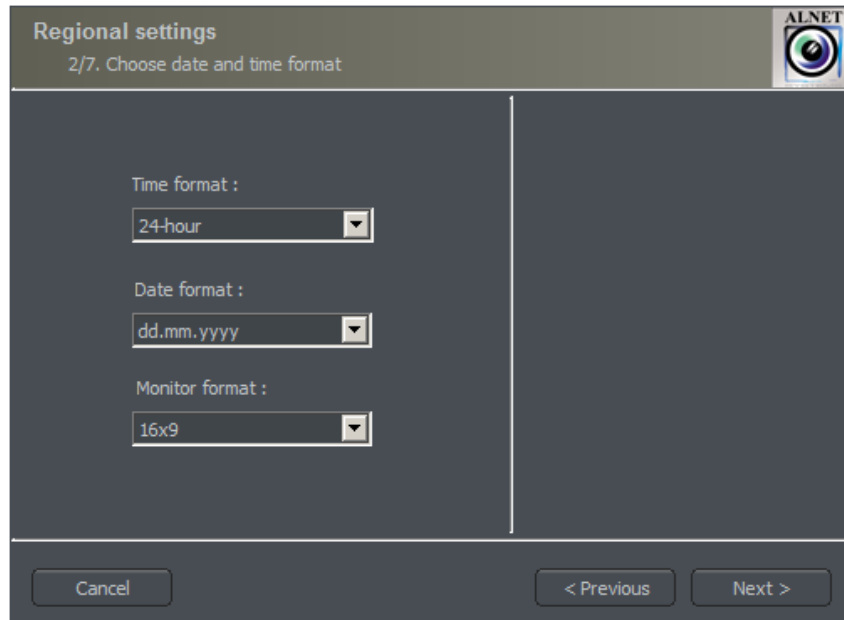 Regional settings
2/7. Choose date and time format
ALNET
Time format :
24-hour
Date format :
dd.mm.yyyy
Monitor format :
16x9
Cancel
< Previous
Next >